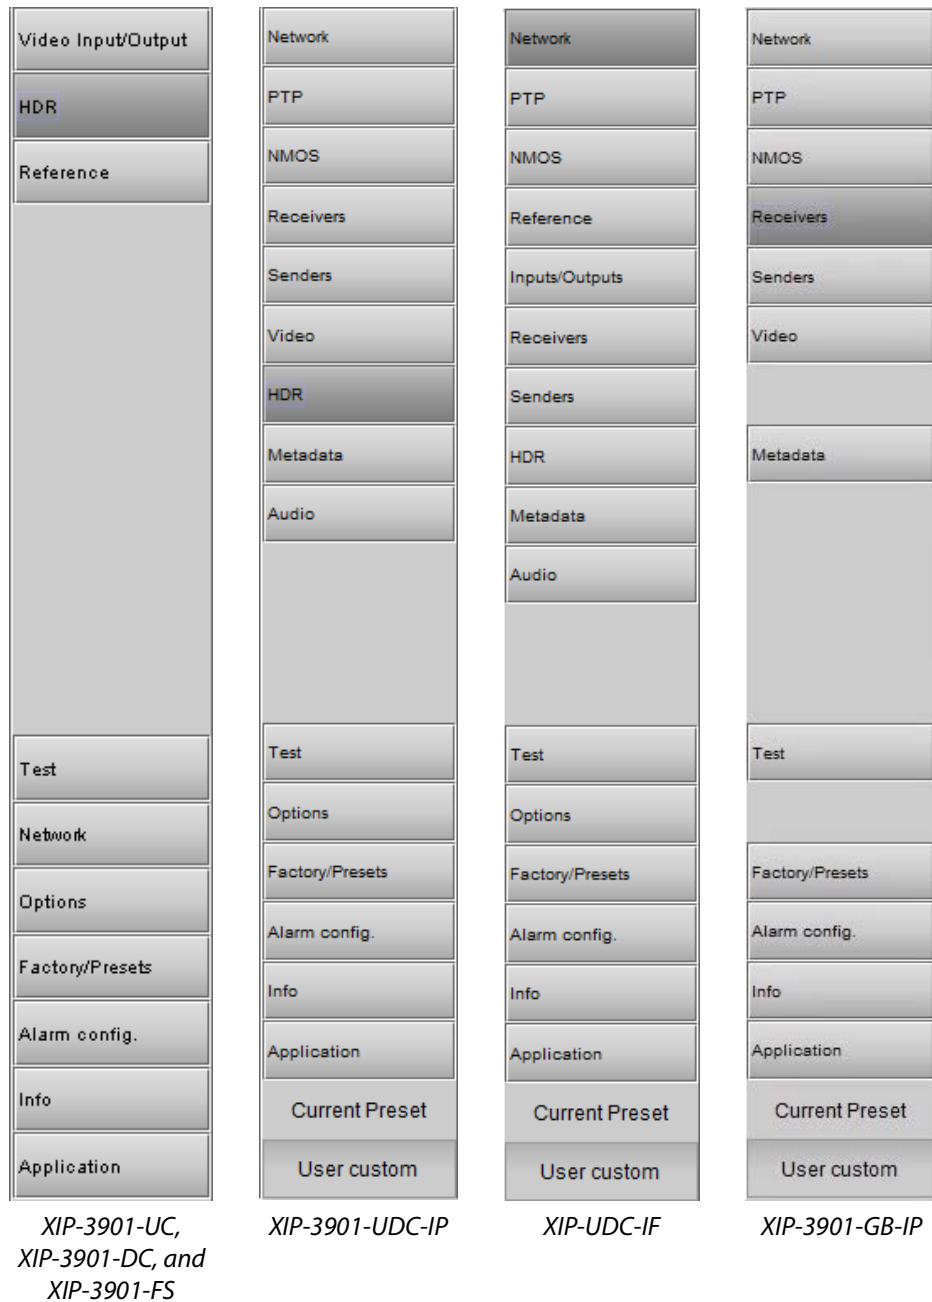 Video Input/Output
HDR
Reference
Test
Network
Options
Factory/Presets
Alarm config.
Info
Application
XIP-3901-UC,
XIP-3901-DC, and
XIP-3901-FS
Network
PTP
NMOS
Receivers
Senders
Video
HDR
Metadata
Audio
Test
Options
Factory/Presets
Alarm config.
Info
Application
Current Preset
User custom
XIP-3901-UDC-IP
Network
PTP
NMOS
Reference
Inputs/Outputs
Receivers
Senders
HDR
Metadata
Audio
Test
Options
Factory/Presets
Alarm config.
Info
Application
Current Preset
User custom
XIP-UDC-IF
Network
PTP
NMOS
Receivers
Senders
Video
Metadata
Test
Factory/Presets
Alarm config.
Info
Application
Current Preset
User custom
XIP-3901-GB-IP